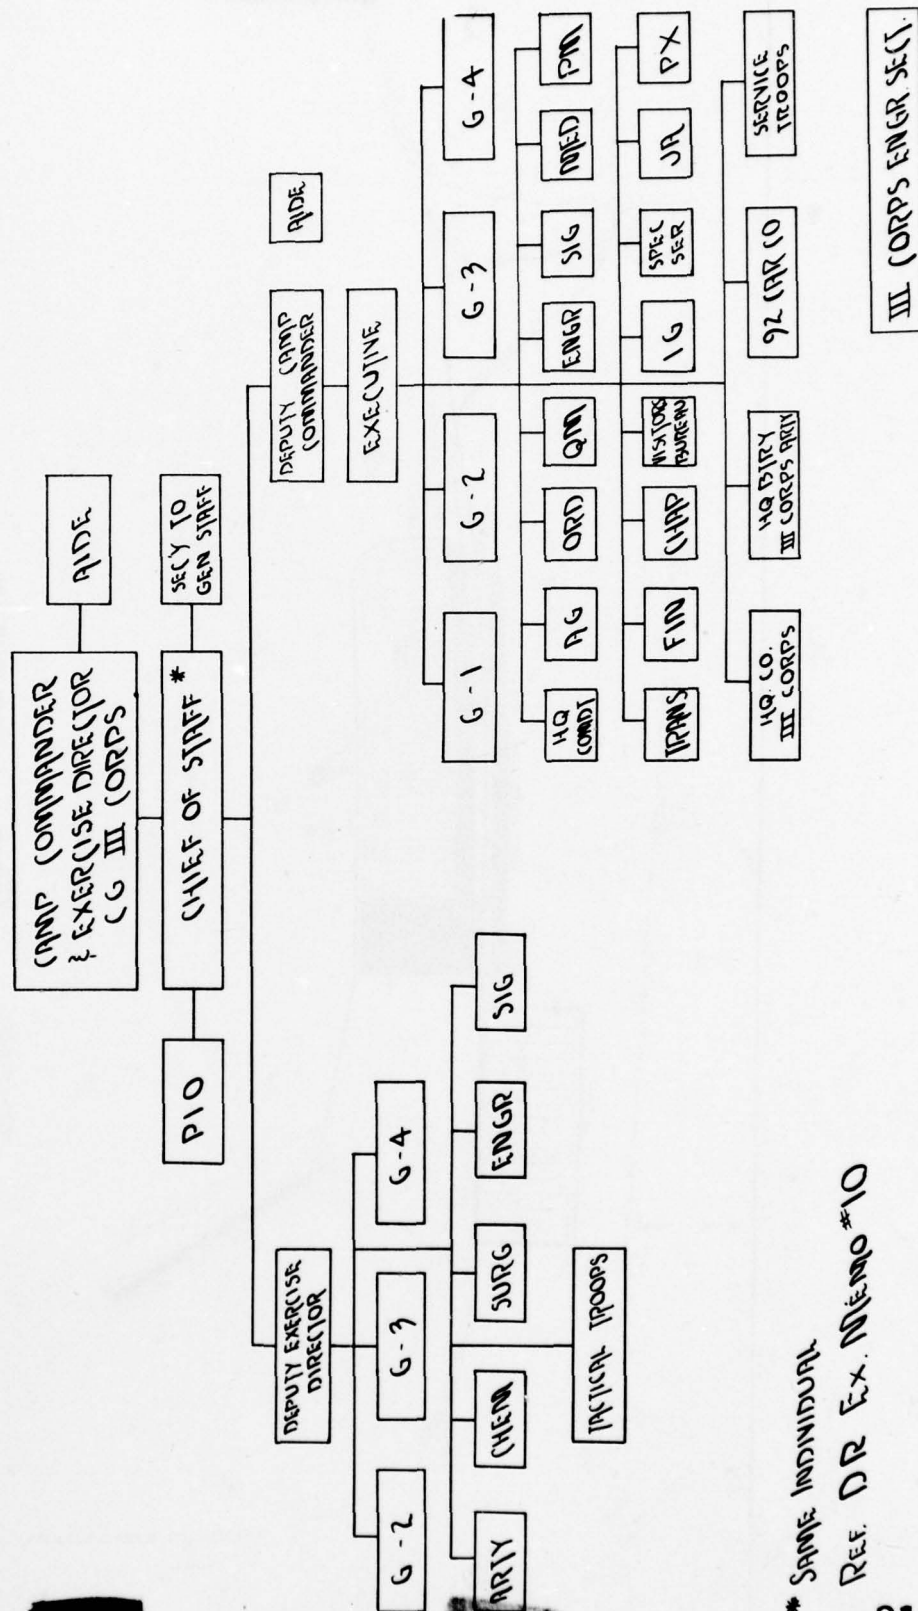 CAMP COMMANDER
& EXERCISE DIRECTOR
CG III CORPS
AIDE
PIO
CHIEF OF STAFF *
SEC'Y TO
GEN STAFF
DEPUTY EXERCISE
DIRECTOR
DEPUTY CAMP
COMMANDER
AIDE
EXECUTIVE
G-2
G-3
G-4
ARTY
CHEM
SURG
ENGR
SIG
TACTICAL TROOPS
G-1
G-2
G-3
G-4
HQ
COMDT
AG
ORD
QM
ENGR
SIG
MED
PM
TRANS
FIN
CHAP
VISITORS
BUREAU
IG
SPEC
SER
JA
PX
HQ. CO.
III CORPS
HQ BTRY
III CORPS ARTY
92 CAR CO
SERVICE
TROOPS
* SAME INDIVIDUAL
REF. DR EX. MEMO #10
III CORPS ENGR. SECT.